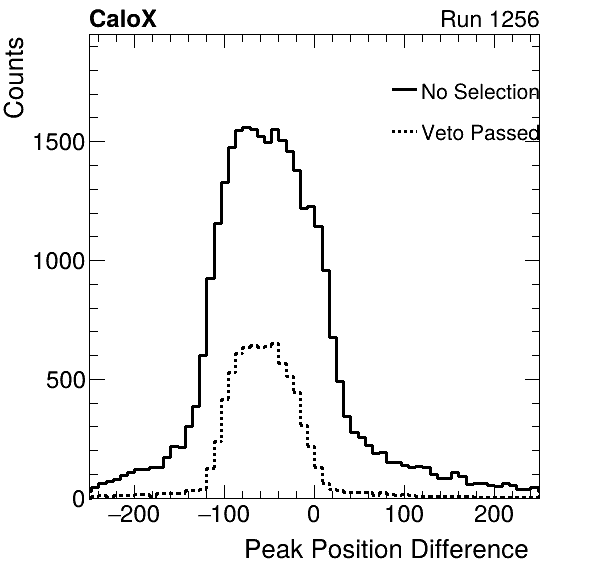 CaloX Run 1256
Counts
No Selection
Veto Passed
1500
1000
500
0
−200 −100 0 100 200
Peak Position Difference